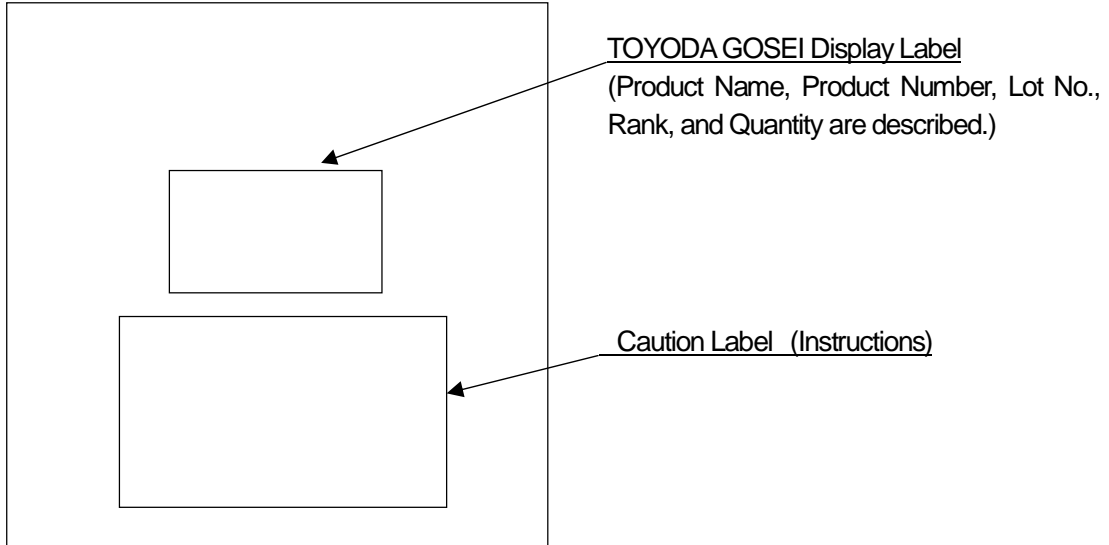 TOYODA GOSEI Display Label
(Product Name, Product Number, Lot No.,
Rank, and Quantity are described.)
Caution Label (Instructions)